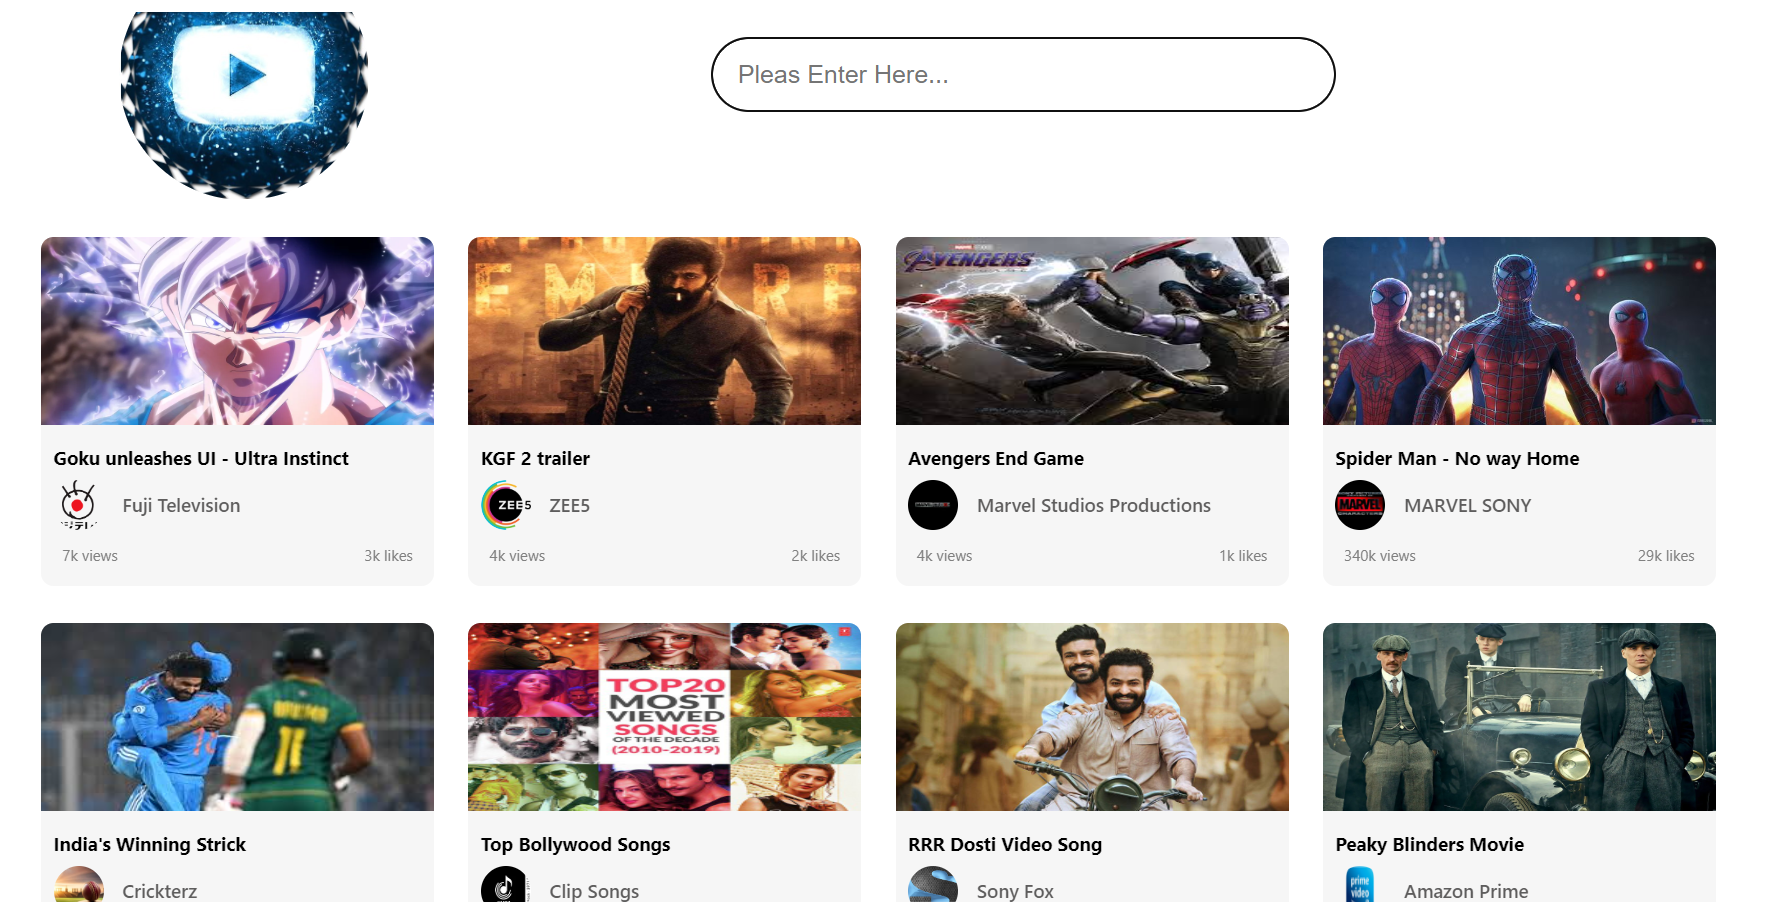 Pleas Enter Here...
REBOUNDING
EMPIRE
AVENGERS
Goku unleashes UI - Ultra Instinct
KGF 2 trailer
Avengers End Game
Spider Man - No way Home
Fuji Television
ZEE5
ZEE5
Marvel Studios Productions
MARVEL
MARVEL SONY
7k views
3k likes
4k views
2k likes
4k views
1k likes
340k views
29k likes
11
TOP20
MOST
VIEWED
SONGS
OF THE DECADE
(2010-2019)
India's Winning Strick
Top Bollywood Songs
RRR Dosti Video Song
Peaky Blinders Movie
Crickterz
Clip Songs
Sony Fox
prime
video
Amazon Prime